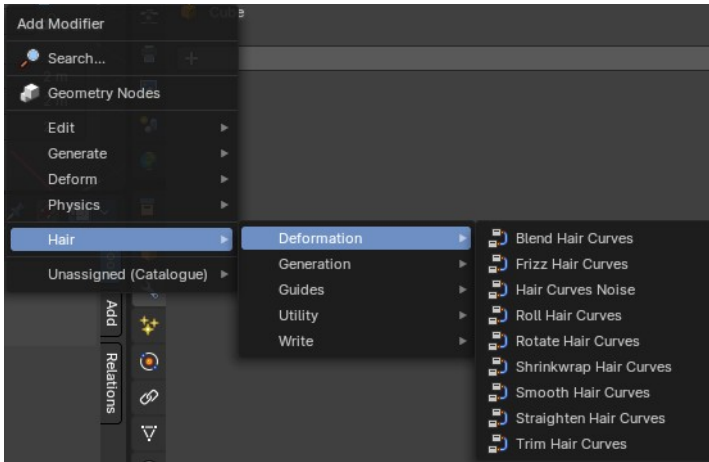 Add Modifier
Cube
Search...
Geometry Nodes
Edit
Generate
Deform
Physics
Hair
Unassigned (Catalogue)
Deformation
Generation
Guides
Utility
Write
Blend Hair Curves
Frizz Hair Curves
Hair Curves Noise
Roll Hair Curves
Rotate Hair Curves
Shrinkwrap Hair Curves
Smooth Hair Curves
Straighten Hair Curves
Trim Hair Curves
Add
Relations